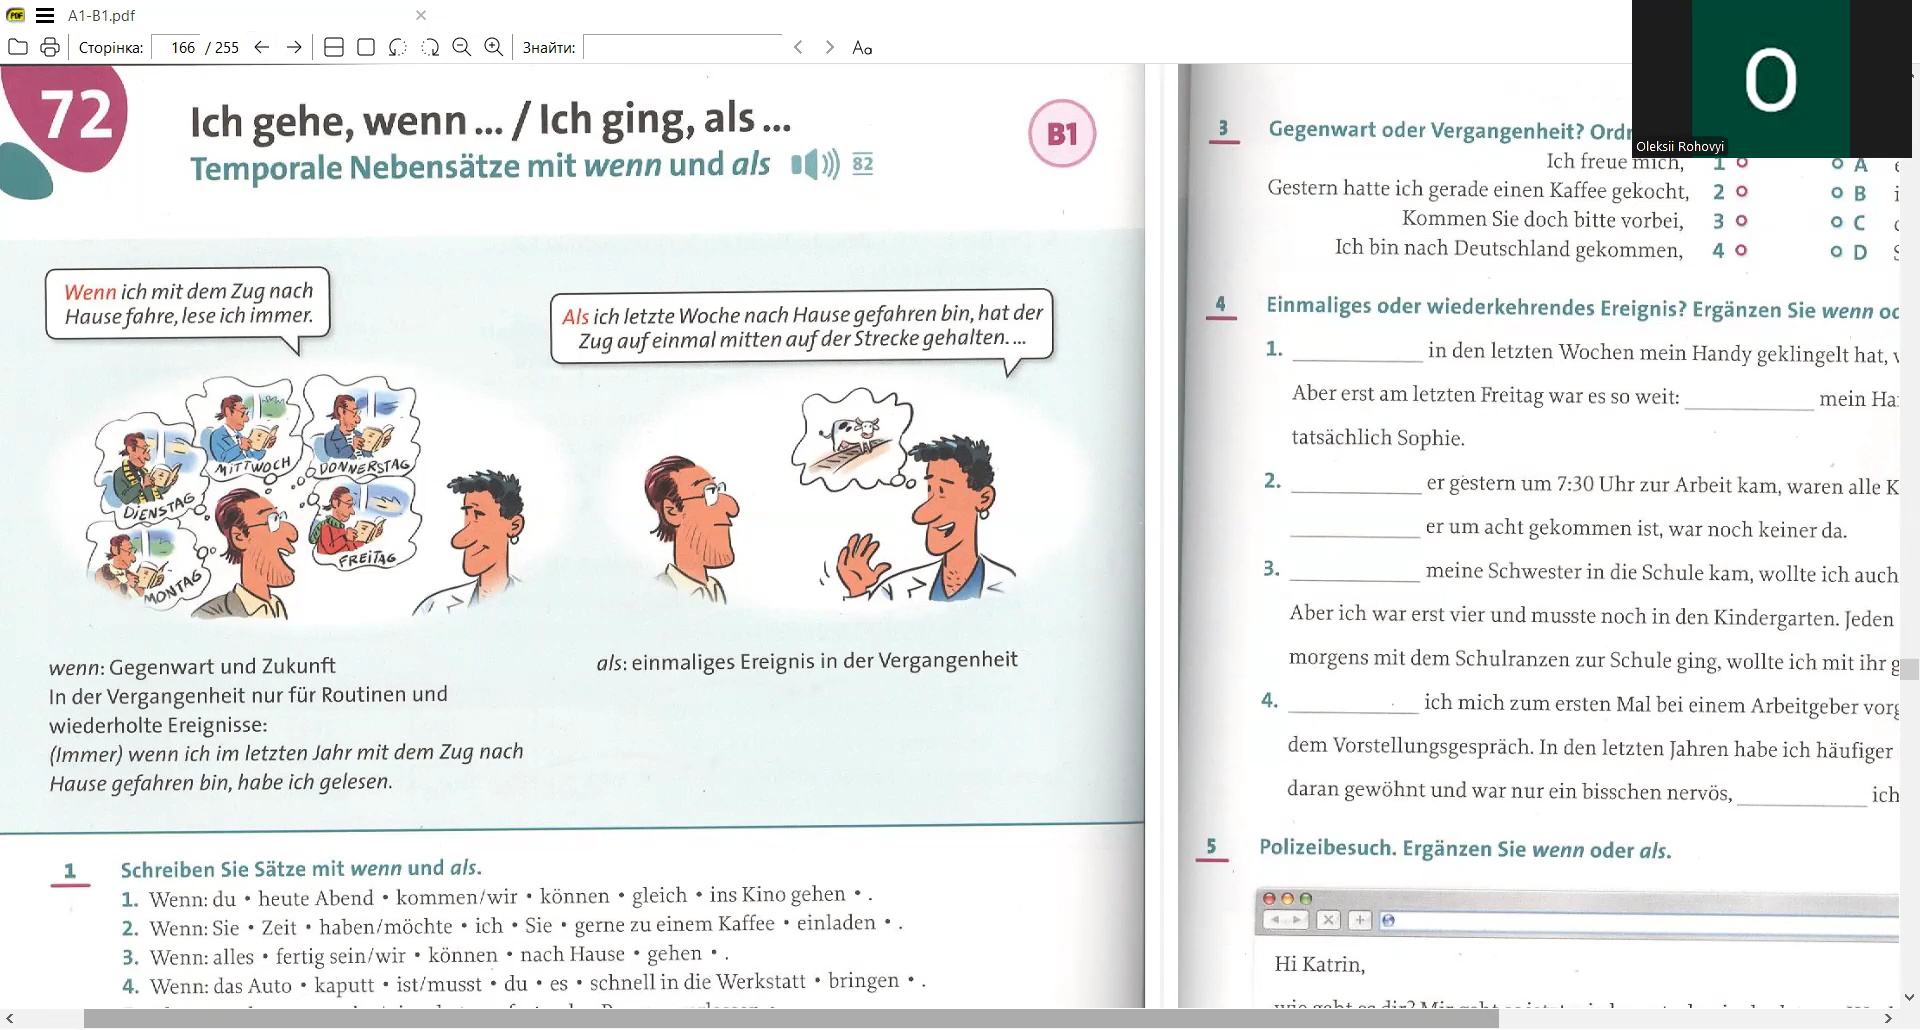 A1-B1.pdf
Сторінка: 166 / 255
Знайти:
Aa
O
Oleksii Rohovyi
72
Ich gehe, wenn ... / Ich ging, als ...
Temporale Nebensätze mit wenn und als 82
B1
Wenn ich mit dem Zug nach
Hause fahre, lese ich immer.
Als ich letzte Woche nach Hause gefahren bin, hat der
Zug auf einmal mitten auf der Strecke gehalten. ...
MITTWOCH
DONNERSTAG
DIENSTAG
FREITAG
MONTAG
wenn: Gegenwart und Zukunft
In der Vergangenheit nur für Routinen und
wiederholte Ereignisse:
(Immer) wenn ich im letzten Jahr mit dem Zug nach
Hause gefahren bin, habe ich gelesen.
als: einmaliges Ereignis in der Vergangenheit
1 Schreiben Sie Sätze mit wenn und als.
1. Wenn: du • heute Abend • kommen/wir • können • gleich • ins Kino gehen • .
2. Wenn: Sie • Zeit • haben/möchte • ich • Sie • gerne zu einem Kaffee • einladen • .
3. Wenn: alles • fertig sein/wir • können • nach Hause • gehen • .
4. Wenn: das Auto • kaputt • ist/musst • du • es • schnell in die Werkstatt • bringen • .
3 Gegenwart oder Vergangenheit?
Ich freue mich, 1 A
Gestern hatte ich gerade einen Kaffee gekocht, 2 B
Kommen Sie doch bitte vorbei, 3 C
Ich bin nach Deutschland gekommen, 4 D
4 Einmaliges oder wiederkehrendes Ereignis? Ergänzen Sie wenn
1. ____________ in den letzten Wochen mein Handy geklingelt hat,
Aber erst am letzten Freitag war es so weit: ____________ mein
tatsächlich Sophie.
2. ____________ er gestern um 7:30 Uhr zur Arbeit kam, waren alle
____________ er um acht gekommen ist, war noch keiner da.
3. ____________ meine Schwester in die Schule kam, wollte ich auch
Aber ich war erst vier und musste noch in den Kindergarten. Jeden
morgens mit dem Schulranzen zur Schule ging, wollte ich mit ihr
4. ____________ ich mich zum ersten Mal bei einem Arbeitgeber
dem Vorstellungsgespräch. In den letzten Jahren habe ich häufiger
daran gewöhnt und war nur ein bisschen nervös, ____________ ich
5 Polizeibesuch. Ergänzen Sie wenn oder als.
Hi Katrin,